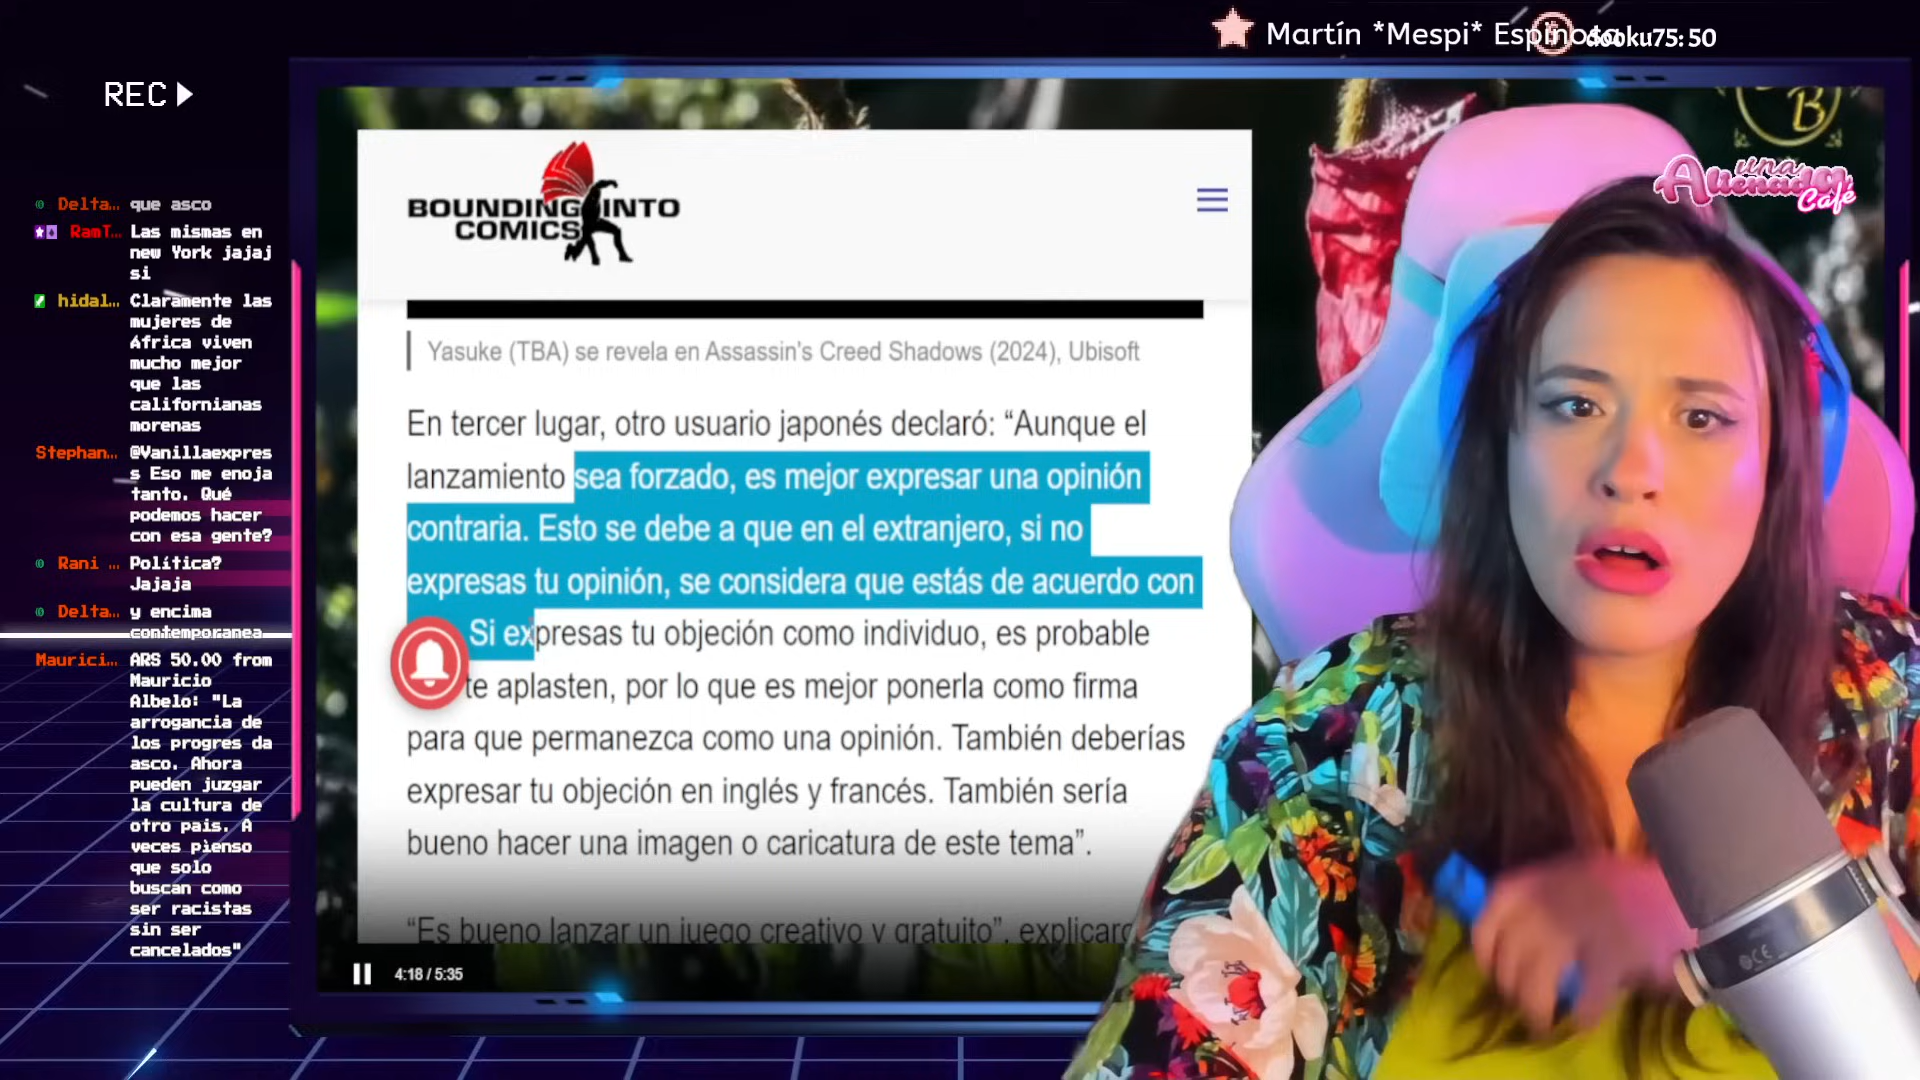 Martín *Mespi* Espinosa
dooku75: 50
REC
una
Alienada
Café
B
Delta... que asco
RamT... Las mismas en
new York jajaj
si
hidal... Claramente las
mujeres de
Africa viven
mucho mejor
que las
californianas
morenas
Stephan... @Vanillaexpres
s Eso me enoja
tanto. Qué
podemos hacer
con esa gente?
Rani ... Política?
Jajaja
Delta... y encima
contemporanea
Maurici... ARS 50.00 from
Mauricio
Albelo: "La
arrogancia de
los progres da
asco. Ahora
pueden juzgar
la cultura de
otro pais. A
veces pienso
que solo
buscan como
ser racistas
sin ser
cancelados"
BOUNDING INTO
COMICS
Yasuke (TBA) se revela en Assassin's Creed Shadows (2024), Ubisoft
En tercer lugar, otro usuario japonés declaró: “Aunque el
lanzamiento sea forzado, es mejor expresar una opinión
contraria. Esto se debe a que en el extranjero, si no
expresas tu opinión, se considera que estás de acuerdo con
Si expresas tu objeción como individuo, es probable
te aplasten, por lo que es mejor ponerla como firma
para que permanezca como una opinión. También deberías
expresar tu objeción en inglés y francés. También sería
bueno hacer una imagen o caricatura de este tema”.
“Es bueno lanzar un juego creativo y gratuito”, explicaro
4:18 / 5:35